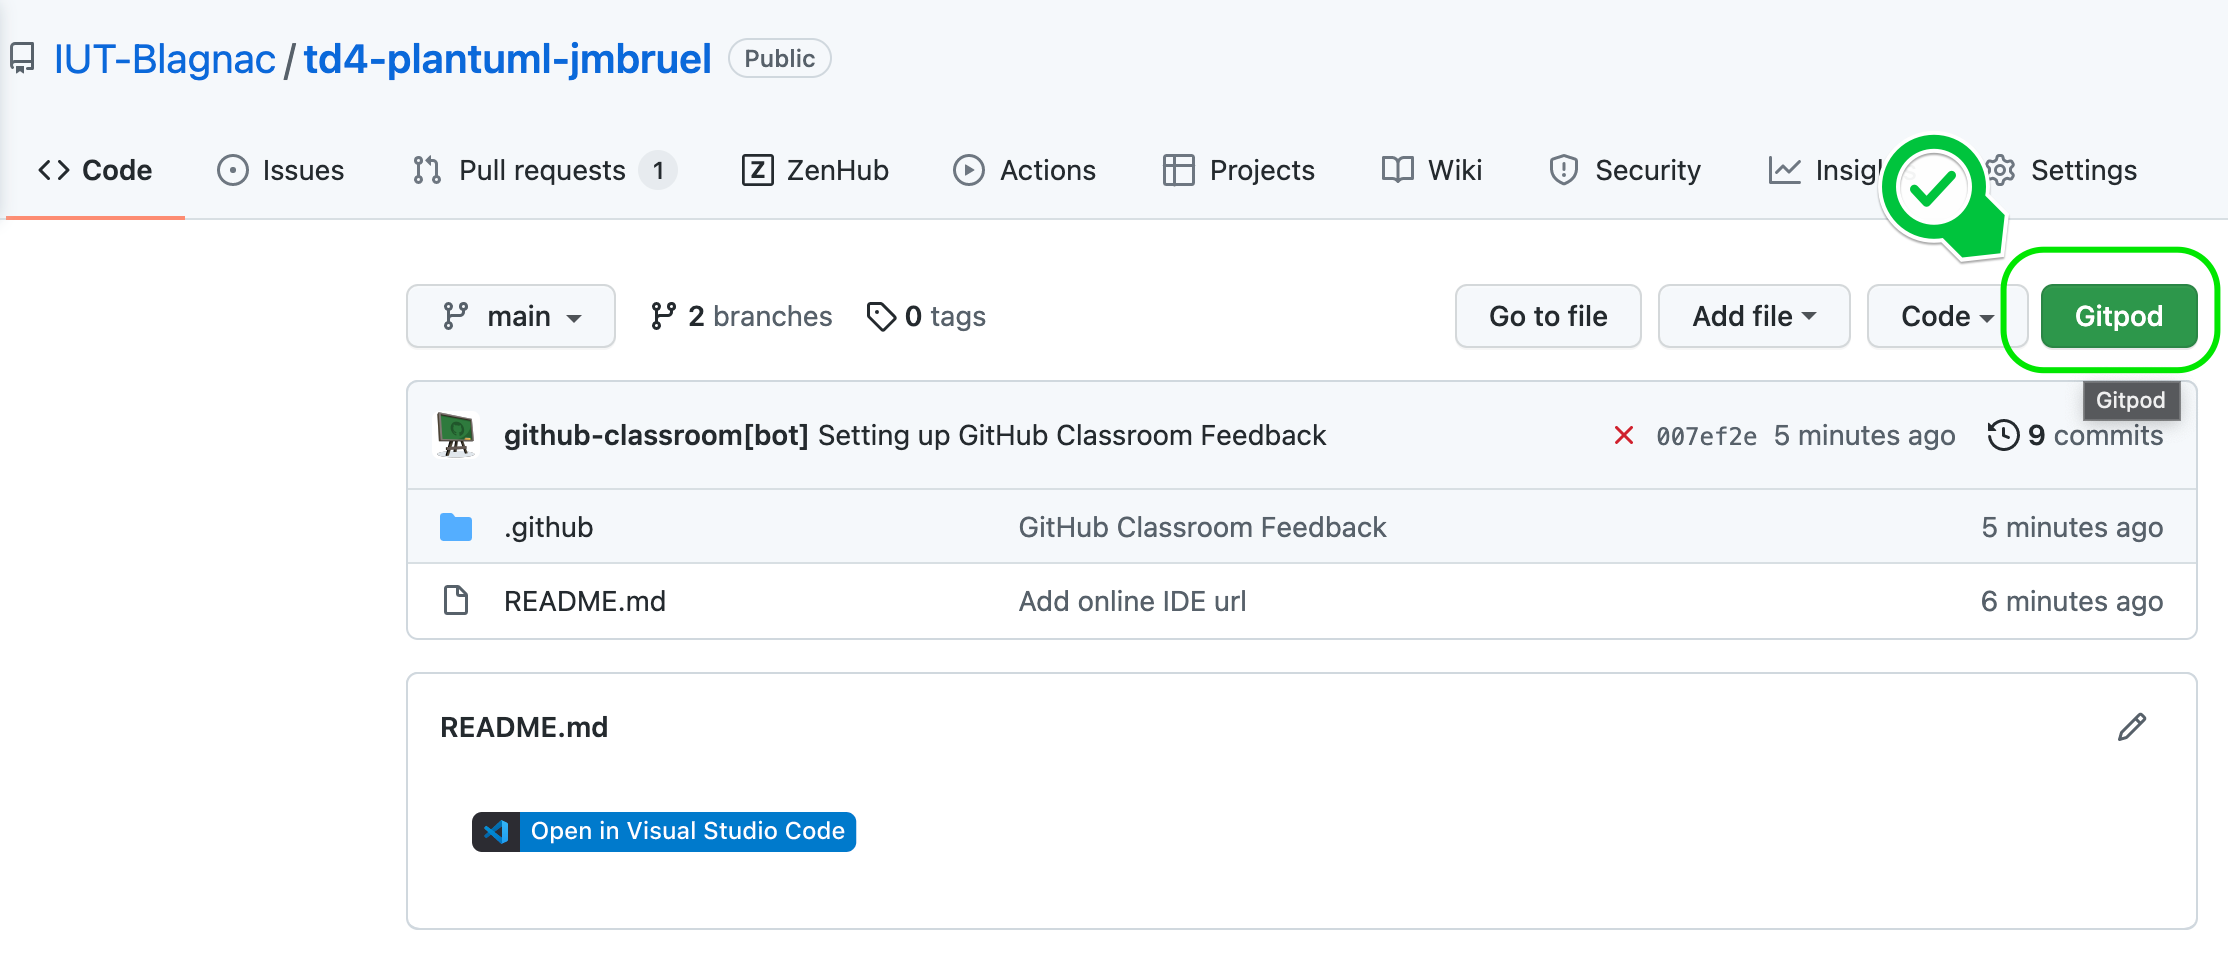 IUT-Blagnac / td4-plantuml-jmbruel Public
Code Issues Pull requests 1 Z ZenHub Actions Projects Wiki Security Settings
main 2 branches 0 tags Go to file Add file Code Gitpod
Gitpod
github-classroom[bot] Setting up GitHub Classroom Feedback 007ef2e 5 minutes ago 9 commits
.github GitHub Classroom Feedback 5 minutes ago
README.md Add online IDE url 6 minutes ago
README.md
Open in Visual Studio Code